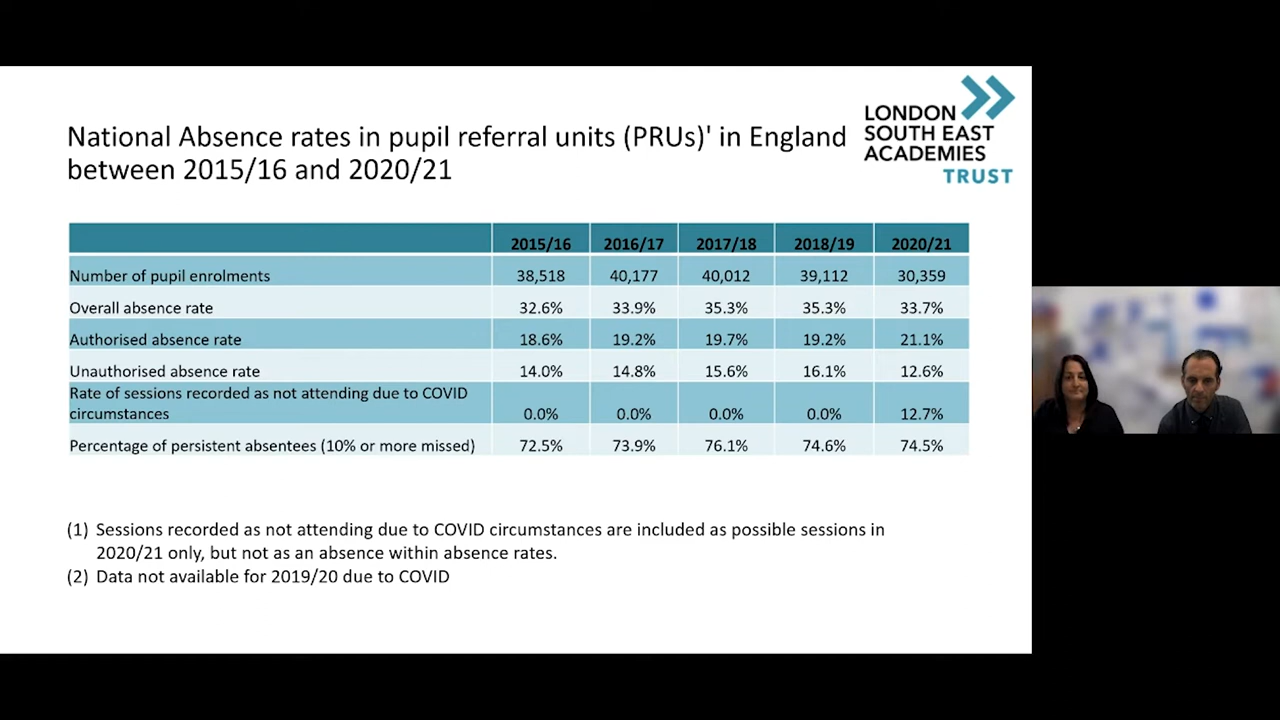 National Absence rates in pupil referral units (PRUs)' in England
between 2015/16 and 2020/21
LONDON
SOUTH EAST
ACADEMIES
TRUST
2015/16 2016/17 2017/18 2018/19 2020/21
Number of pupil enrolments 38,518 40,177 40,012 39,112 30,359
Overall absence rate 32.6% 33.9% 35.3% 35.3% 33.7%
Authorised absence rate 18.6% 19.2% 19.7% 19.2% 21.1%
Unauthorised absence rate 14.0% 14.8% 15.6% 16.1% 12.6%
Rate of sessions recorded as not attending due to COVID
circumstances 0.0% 0.0% 0.0% 0.0% 12.7%
Percentage of persistent absentees (10% or more missed) 72.5% 73.9% 76.1% 74.6% 74.5%
(1) Sessions recorded as not attending due to COVID circumstances are included as possible sessions in
2020/21 only, but not as an absence within absence rates.
(2) Data not available for 2019/20 due to COVID